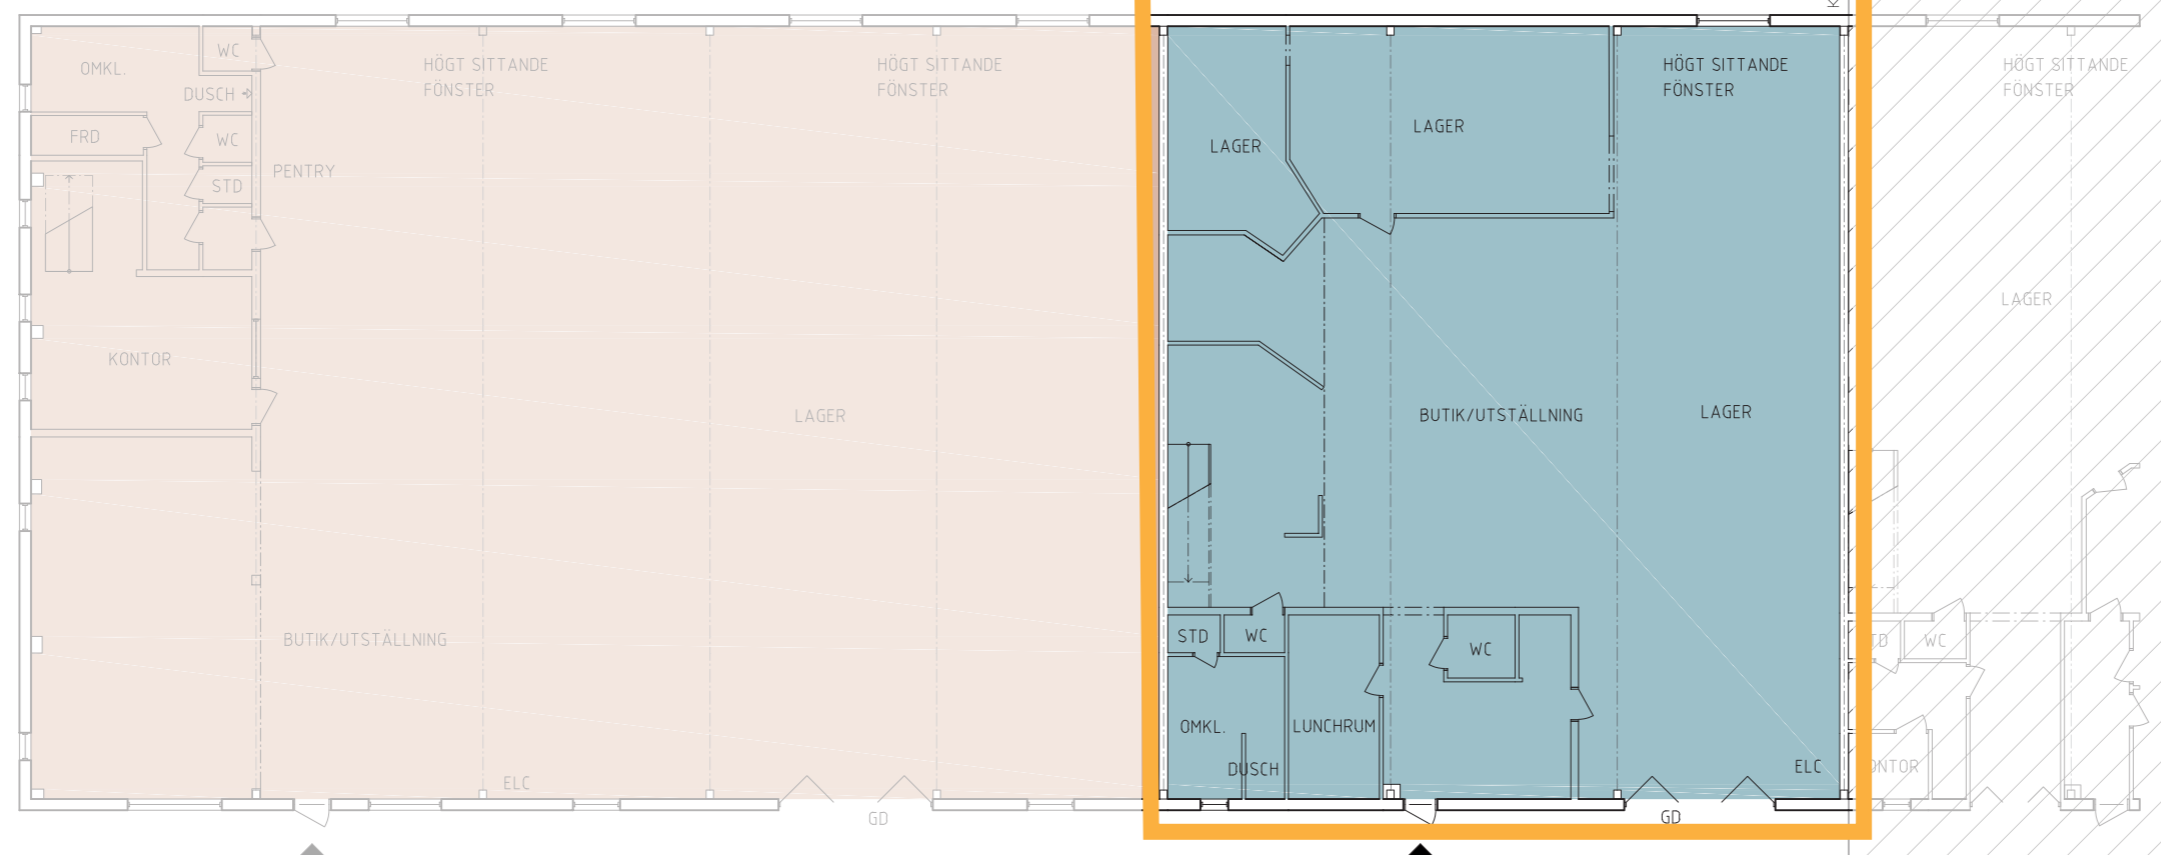 OMKL.
WC
DUSCH
FRD
WC
STD
PENTRY
KONTOR
HÖGT SITTANDE
FÖNSTER
HÖGT SITTANDE
FÖNSTER
LAGER
BUTIK/UTSTÄLLNING
ELC
GD
LAGER
LAGER
HÖGT SITTANDE
FÖNSTER
BUTIK/UTSTÄLLNING
LAGER
STD
WC
WC
OMKL.
LUNCHRUM
DUSCH
ELC
GD
K
HÖGT SITTANDE
FÖNSTER
LAGER
TD
WC
ONTOR